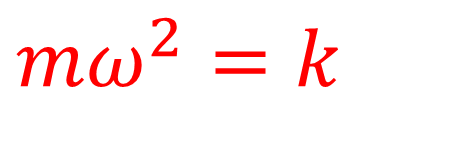 mω² = k